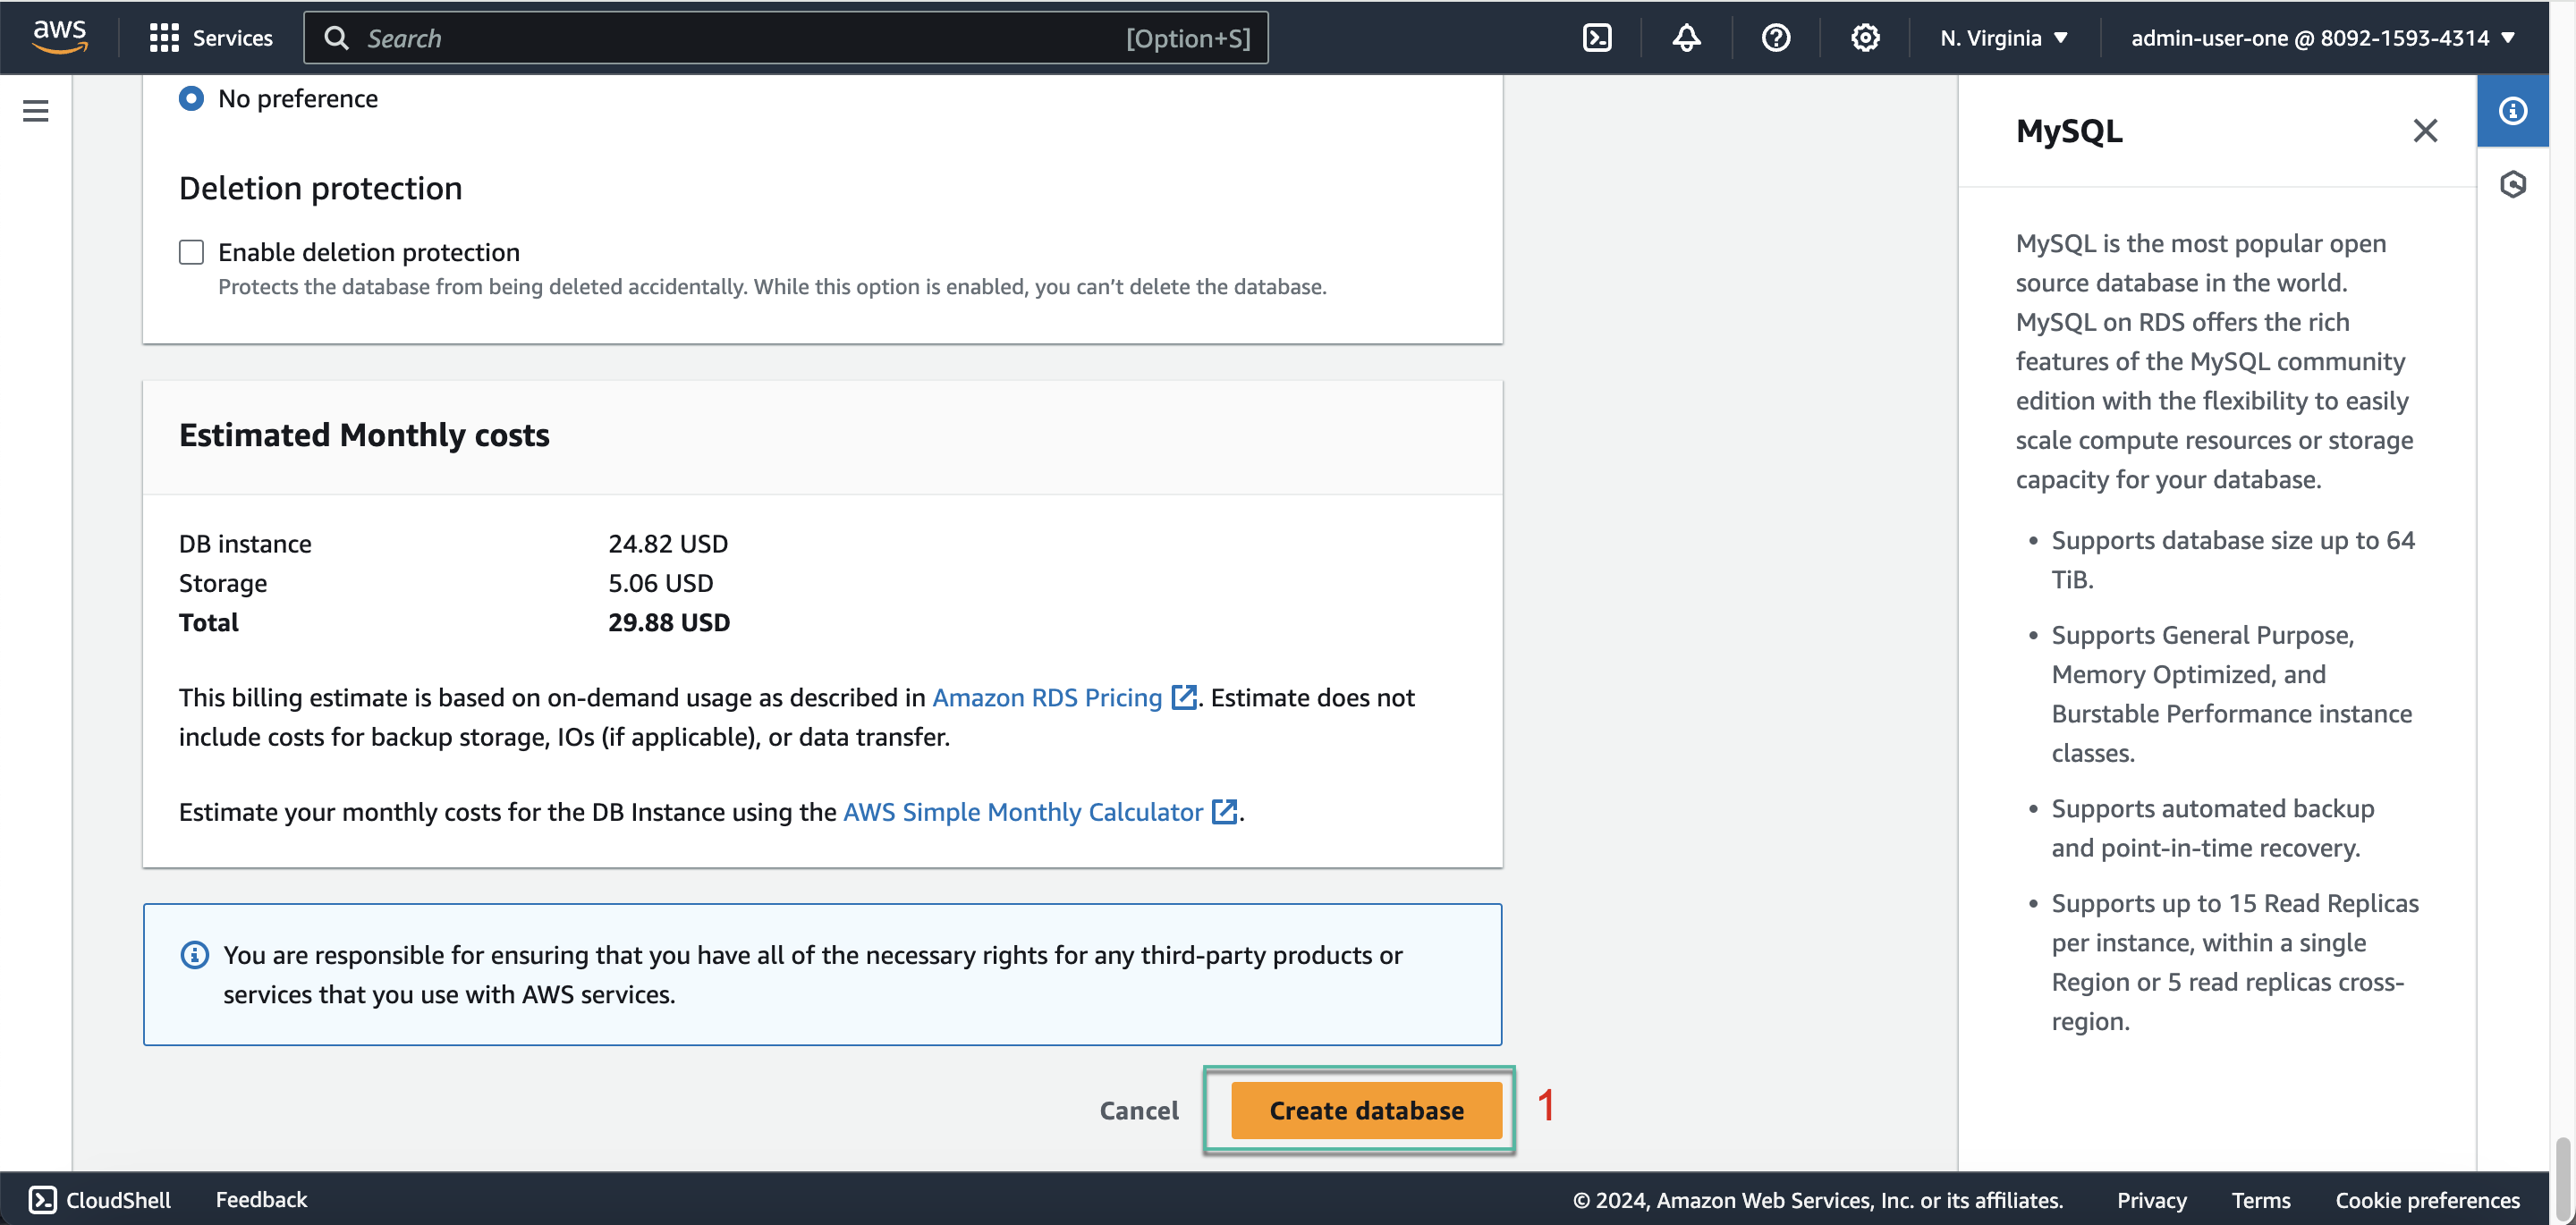 aws
Services
Search
[Option+S]
N. Virginia
admin-user-one @ 8092-1593-4314
No preference
Deletion protection
Enable deletion protection
Protects the database from being deleted accidentally. While this option is enabled, you can’t delete the database.
Estimated Monthly costs
DB instance 24.82 USD
Storage 5.06 USD
Total 29.88 USD
This billing estimate is based on on-demand usage as described in Amazon RDS Pricing. Estimate does not
include costs for backup storage, IOs (if applicable), or data transfer.
Estimate your monthly costs for the DB Instance using the AWS Simple Monthly Calculator.
You are responsible for ensuring that you have all of the necessary rights for any third-party products or
services that you use with AWS services.
Cancel
Create database
1
MySQL
MySQL is the most popular open
source database in the world.
MySQL on RDS offers the rich
features of the MySQL community
edition with the flexibility to easily
scale compute resources or storage
capacity for your database.
• Supports database size up to 64
TiB.
• Supports General Purpose,
Memory Optimized, and
Burstable Performance instance
classes.
• Supports automated backup
and point-in-time recovery.
• Supports up to 15 Read Replicas
per instance, within a single
Region or 5 read replicas cross-
region.
CloudShell
Feedback
© 2024, Amazon Web Services, Inc. or its affiliates.
Privacy
Terms
Cookie preferences